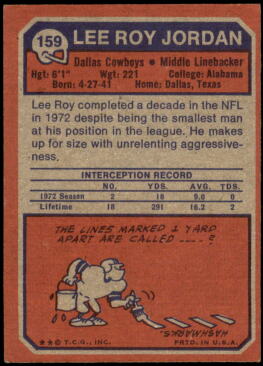 159 LEE ROY JORDAN
Dallas Cowboys • Middle Linebacker
Hgt: 6'1" Wgt: 221 College: Alabama
Born: 4-27-41 Home: Dallas, Texas
Lee Roy completed a decade in the NFL
in 1972 despite being the smallest man
at his position in the league. He makes
up for size with unrelenting aggressive-
ness.
INTERCEPTION RECORD
NO. YDS. AVG. TDS
1972 Season 2 18 9.0 0
Lifetime 18 291 16.2 2
THE LINES MARKED 1 YARD
APART ARE CALLED ----?
HASHMARKS.
★★© T.C.G., INC. PRTD. IN U.S.A.